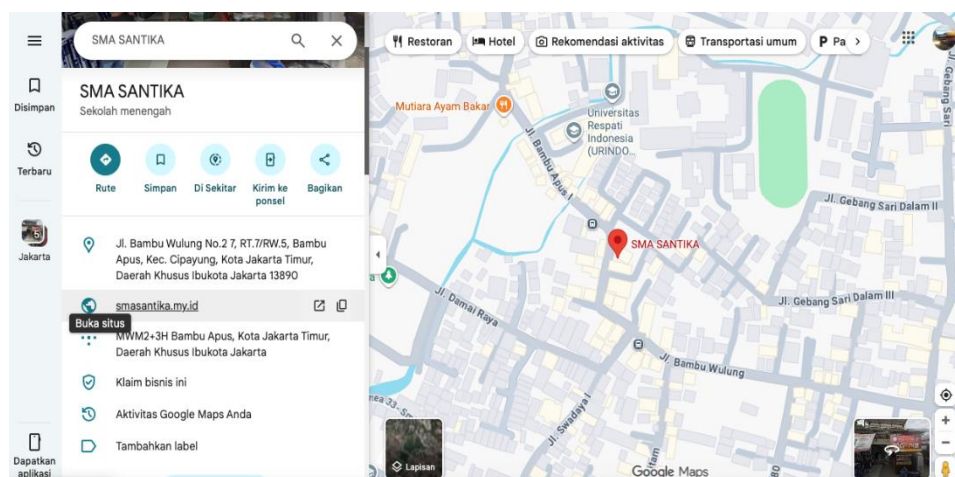 SMA SANTIKA
Restoran
Hotel
Rekomendasi aktivitas
Transportasi umum
P Pa
Disimpan
Terbaru
5
Jakarta
Dapatkan
aplikasi
SMA SANTIKA
Sekolah menengah
Rute
Simpan
Di Sekitar
Kirim ke
ponsel
Bagikan
Jl. Bambu Wulung No.2 7, RT.7/RW.5, Bambu
Apus, Kec. Cipayung, Kota Jakarta Timur,
Daerah Khusus Ibukota Jakarta 13890
smasantika.my.id
Buka situs
MWM2+3H Bambu Apus, Kota Jakarta Timur,
Daerah Khusus Ibukota Jakarta
Klaim bisnis ini
Aktivitas Google Maps Anda
Tambahkan label
Mutiara Ayam Bakar
Universitas
Respati
Indonesia
(URINDO...
Jl. Bambu Apus I
Jl. Gebang Sari
Jl. Gebang Sari Dalam II
SMA SANTIKA
Jl. Damai Raya
Jl. Gebang Sari Dalam III
Jl. Bambu Wulung
Jl. Swadaya I
Lapisan
Google Maps